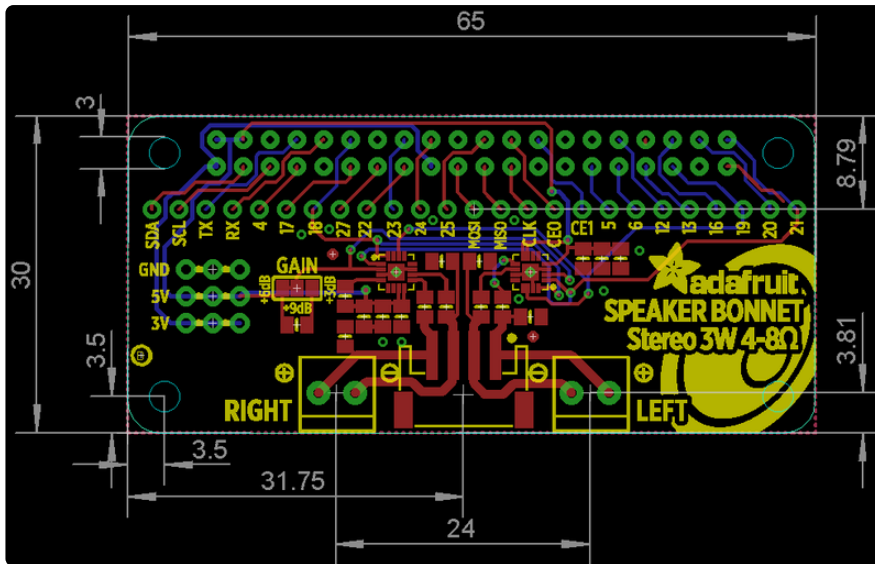 65
3
8.79
SDA SCL TX RX 4 17 18 27 22 23 24 25 MOSI MISO CLK CE0 CE1 5 6 12 13 16 19 20 21
30
GND
5V
3V
GAIN
+6dB
+3dB
+9dB
adafruit
SPEAKER BONNET
Stereo 3W 4-8Ω
3.5
3.81
RIGHT
LEFT
3.5
31.75
24